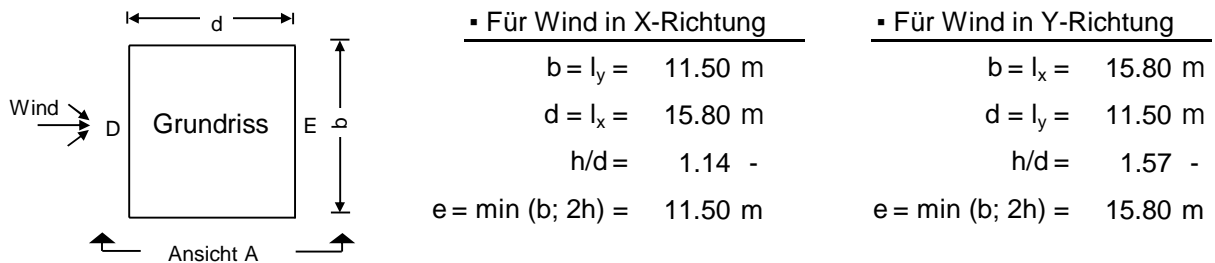 d
Wind
D
Grundriss
E
b
Ansicht A
▪ Für Wind in X-Richtung
b = ly = 11.50 m
d = lx = 15.80 m
h/d = 1.14 -
e = min (b; 2h) = 11.50 m
▪ Für Wind in Y-Richtung
b = lx = 15.80 m
d = ly = 11.50 m
h/d = 1.57 -
e = min (b; 2h) = 15.80 m